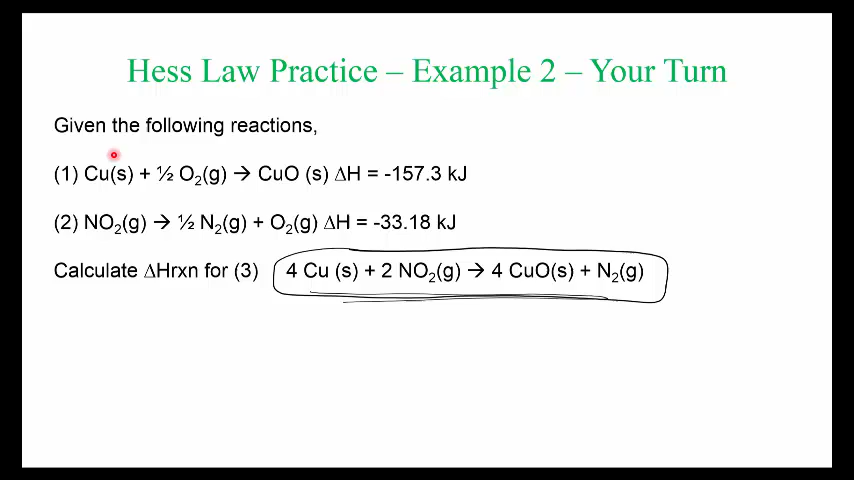 Hess Law Practice – Example 2 – Your Turn
Given the following reactions,
(1) Cu(s) + ½ O₂(g) → CuO (s) ΔH = -157.3 kJ
(2) NO₂(g) → ½ N₂(g) + O₂(g) ΔH = -33.18 kJ
Calculate ΔHrxn for (3) 4 Cu (s) + 2 NO₂(g) → 4 CuO(s) + N₂(g)